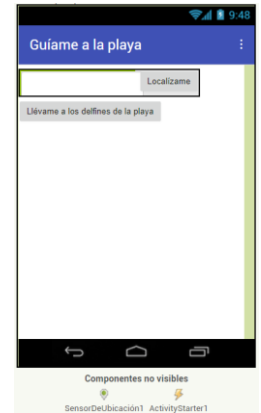 9:48
Guíame a la playa
Localízame
Llévame a los delfines de la playa
Componentes no visibles
SensorDeUbicación1 ActivityStarter1